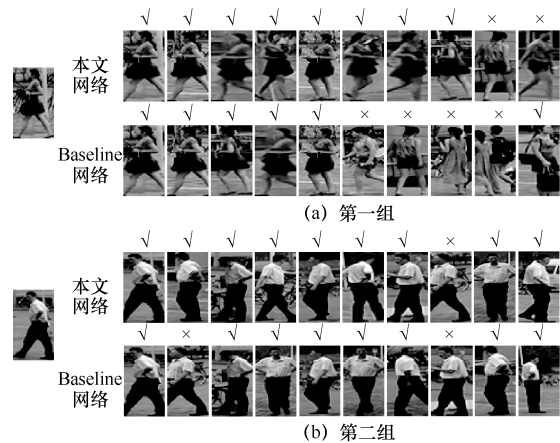 √ √ √ √ √ √ √ √ × ×
本文
网络
√ √ √ √ √ × × × × √
Baseline
网络
(a) 第一组
√ √ √ √ √ √ √ × √ √
本文
网络
√ × √ √ √ √ √ × √ √
Baseline
网络
(b) 第二组